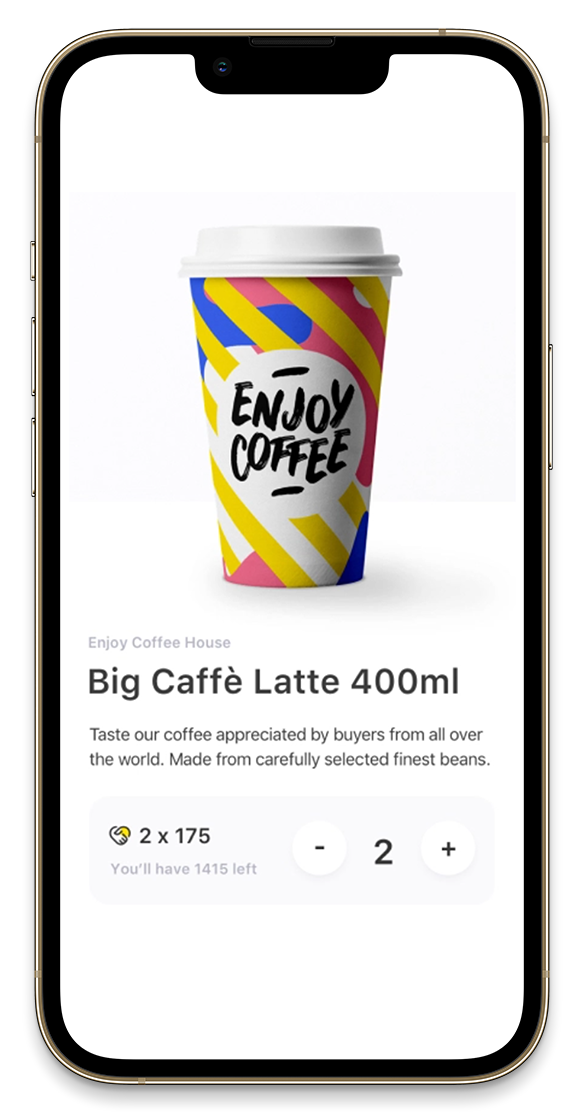 ENJOY
COFFEE
Enjoy Coffee House
Big Caffè Latte 400ml
Taste our coffee appreciated by buyers from all over
the world. Made from carefully selected finest beans.
2 x 175
You'll have 1415 left
- 2 +